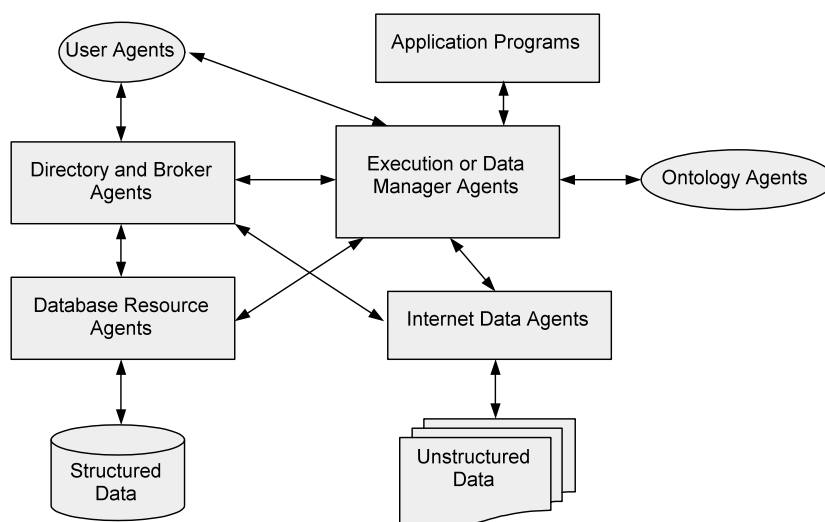 User Agents
Application Programs
Directory and Broker
Agents
Execution or Data
Manager Agents
Ontology Agents
Database Resource
Agents
Internet Data Agents
Structured
Data
Unstructured
Data